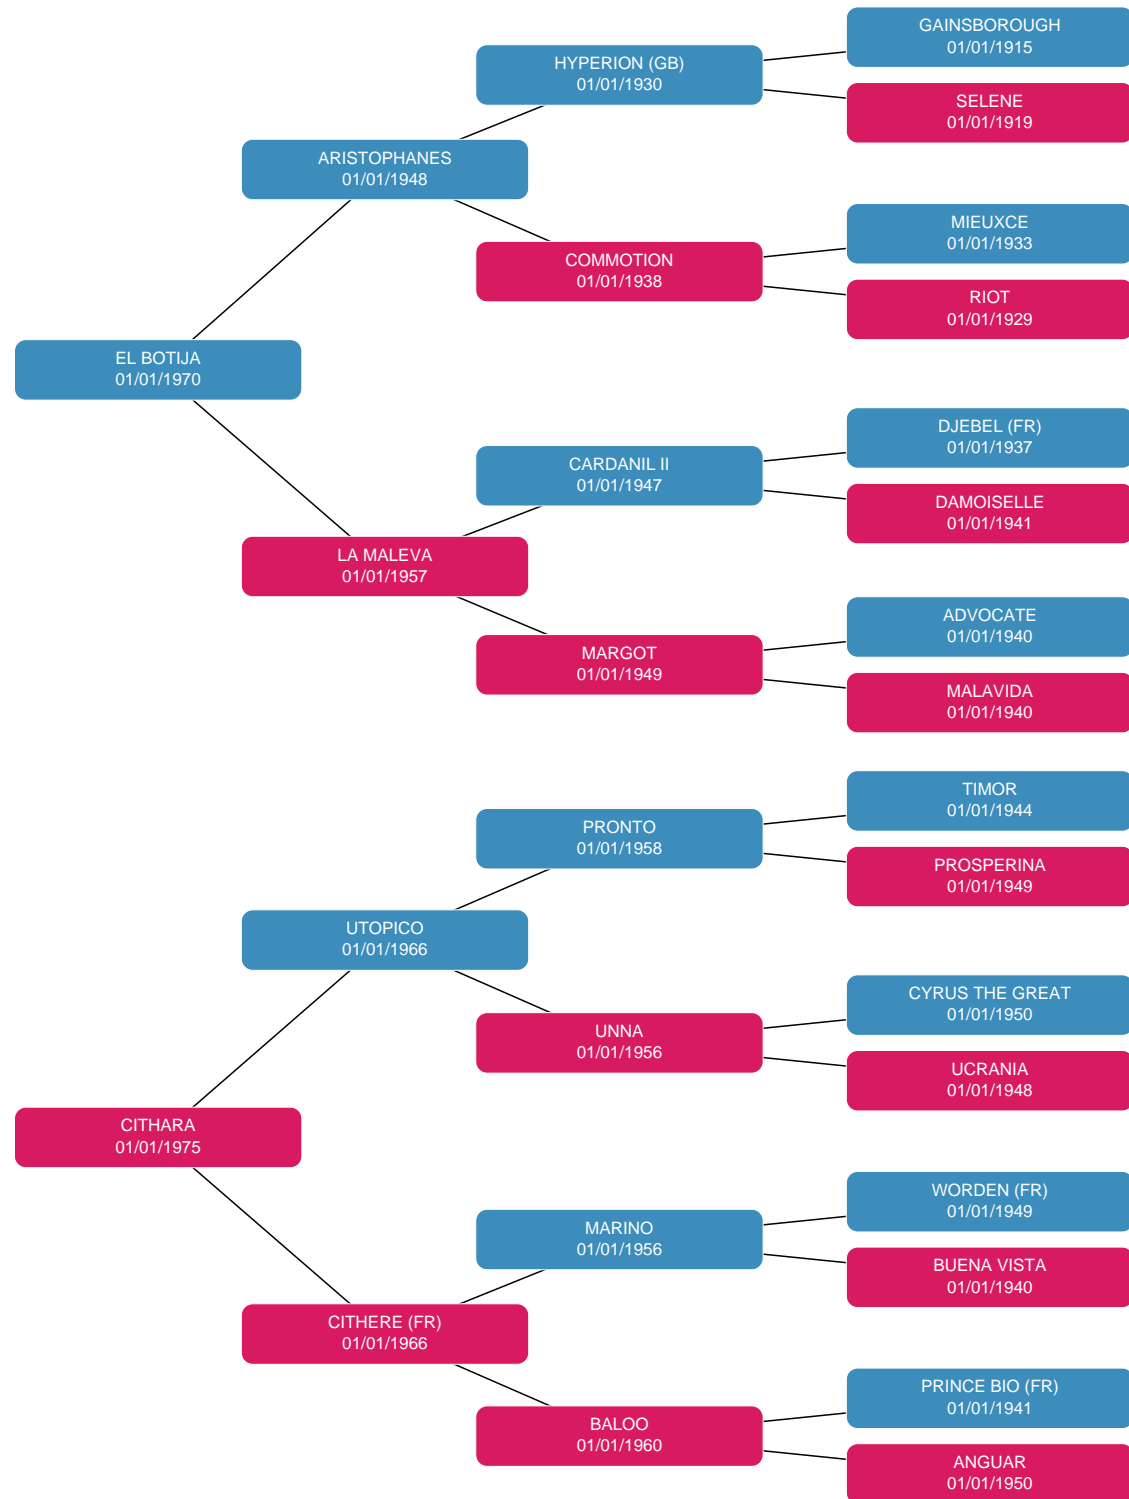 GAINSBOROUGH
01/01/1915
HYPERION (GB)
01/01/1930
SELENE
01/01/1919
ARISTOPHANES
01/01/1948
MIEUXCE
01/01/1933
COMMOTION
01/01/1938
RIOT
01/01/1929
EL BOTIJA
01/01/1970
DJEBEL (FR)
01/01/1937
CARDANIL II
01/01/1947
DAMOISELLE
01/01/1941
LA MALEVA
01/01/1957
ADVOCATE
01/01/1940
MARGOT
01/01/1949
MALAVIDA
01/01/1940
TIMOR
01/01/1944
PRONTO
01/01/1958
PROSPERINA
01/01/1949
UTOPICO
01/01/1966
CYRUS THE GREAT
01/01/1950
UNNA
01/01/1956
UCRANIA
01/01/1948
CITHARA
01/01/1975
WORDEN (FR)
01/01/1949
MARINO
01/01/1956
BUENA VISTA
01/01/1940
CITHERE (FR)
01/01/1966
PRINCE BIO (FR)
01/01/1941
BALOO
01/01/1960
ANGUAR
01/01/1950